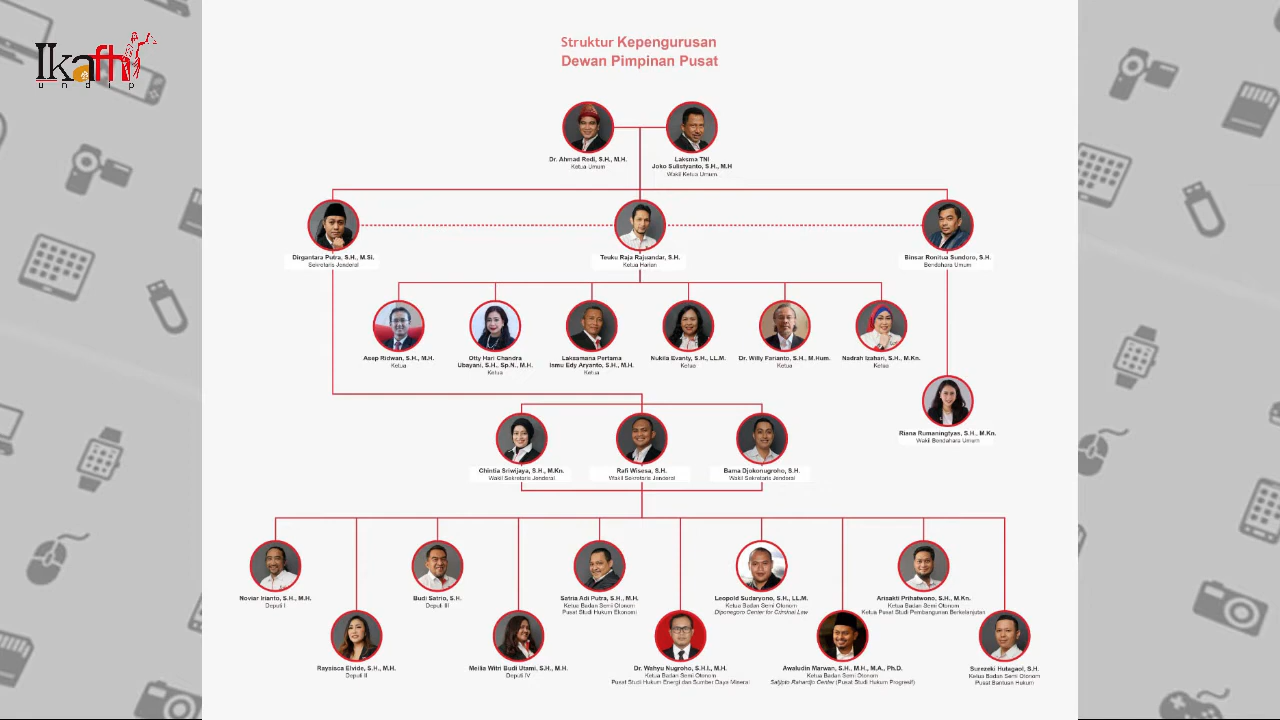 Ikafh
undip
Struktur Kepengurusan
Dewan Pimpinan Pusat
Dr. Ahmad Redi, S.H., M.H.
Ketua Umum
Laksma TNI
Joko Sulistyanto, S.H., M.H
Wakil Ketua Umum
Dirgantara Putra, S.H., M.Si.
Sekretaris Jenderal
Teuku Raja Rajuandar, S.H.
Ketua Harian
Binsar Ronitua Sundoro, S.H.
Bendahara Umum
Asep Ridwan, S.H., M.H.
Ketua
Otty Hari Chandra
Ubayani, S.H., Sp.N., M.H.
Ketua
Laksamana Pertama
Inmu Edy Aryanto, S.H., M.H.
Ketua
Nukila Evanty, S.H., LL.M.
Ketua
Dr. Willy Farianto, S.H., M.Hum.
Ketua
Nadrah Izahari, S.H., M.Kn.
Ketua
Riana Rumaningtyas, S.H., M.Kn.
Wakil Bendahara Umum
Chintia Sriwijaya, S.H., M.Kn.
Wakil Sekretaris Jenderal
Rafi Wisesa, S.H.
Wakil Sekretaris Jenderal
Bama Djokonugroho, S.H.
Wakil Sekretaris Jenderal
Noviar Irianto, S.H., M.H.
Deputi I
Budi Satrio, S.H.
Deputi III
Satria Adi Putra, S.H., M.H.
Ketua Badan Semi Otonom
Pusat Studi Hukum Ekonomi
Leopold Sudaryono, S.H., LL.M.
Ketua Badan Semi Otonom
Diponegoro Center for Criminal Law
Arisakti Prihatwono, S.H., M.Kn.
Ketua Badan Semi Otonom
Ketua Pusat Studi Pembangunan Berkelanjutan
Raysisca Elvide, S.H., M.H.
Deputi II
Meilia Witri Budi Utami, S.H., M.H.
Deputi IV
Dr. Wahyu Nugroho, S.H.I., M.H.
Ketua Badan Semi Otonom
Pusat Studi Hukum Energi dan Sumber Daya Mineral
Awaludin Marwan, S.H., M.H., M.A., Ph.D.
Ketua Badan Semi Otonom
Satjipto Rahardjo Center (Pusat Studi Hukum Progresif)
Surezeki Hutagaol, S.H.
Ketua Badan Semi Otonom
Pusat Bantuan Hukum